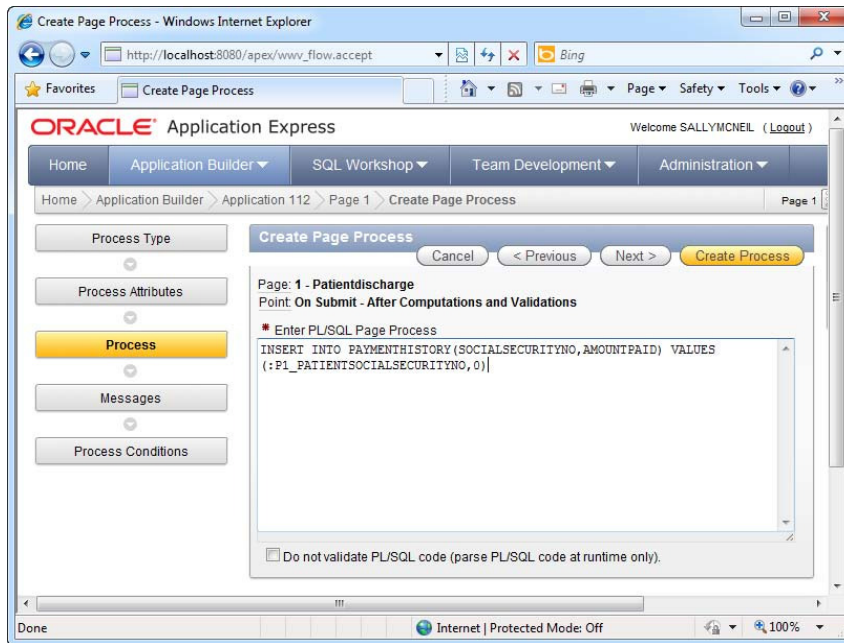 Create Page Process - Windows Internet Explorer
http://localhost:8080/apex/wwv_flow.accept
Bing
Favorites Create Page Process Page Safety Tools
ORACLE Application Express Welcome SALLYMCNEIL ( Logout )
Home Application Builder SQL Workshop Team Development Administration
Home Application Builder Application 112 Page 1 Create Page Process Page 1
Process Type
Process Attributes
Process
Messages
Process Conditions
Create Page Process
Cancel < Previous Next > Create Process
Page: 1 - Patientdischarge
Point: On Submit - After Computations and Validations
* Enter PL/SQL Page Process
INSERT INTO PAYMENTHISTORY(SOCIALSECURITYNO,AMOUNTPAID) VALUES
(:P1_PATIENTSOCIALSECURITYNO,0)
Do not validate PL/SQL code (parse PL/SQL code at runtime only).
Done Internet | Protected Mode: Off 100%